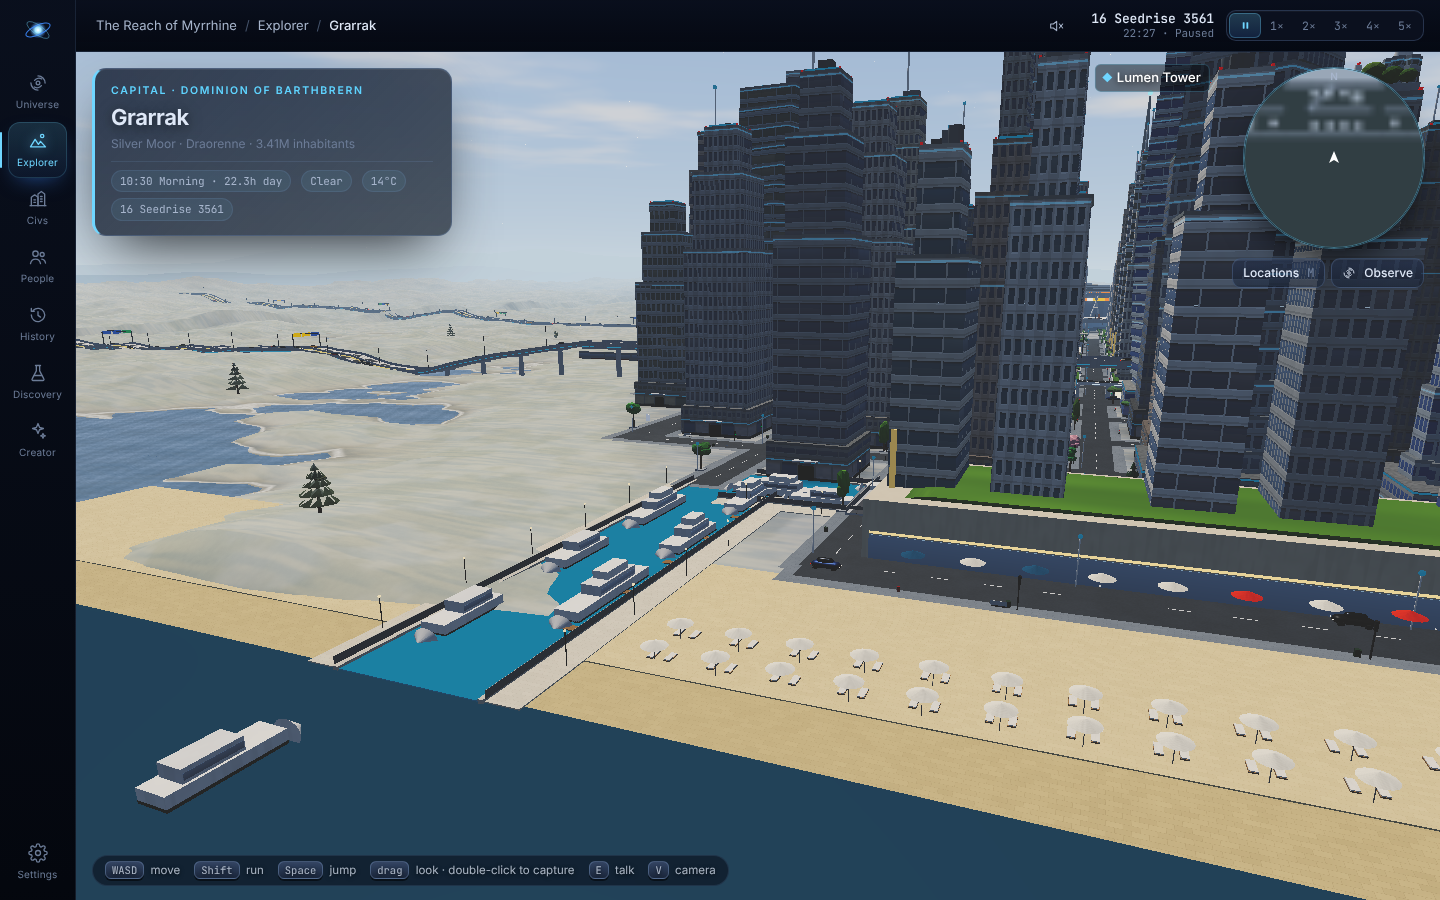 The Reach of Myrrhine / Explorer / Grarrak
16 Seedrise 3561
22:27 · Paused
1× 2× 3× 4× 5×
Universe
Explorer
Civs
People
History
Discovery
Creator
Settings
CAPITAL · DOMINION OF BARTHBRERN
Grarrak
Silver Moor · Draorenne · 3.41M inhabitants
10:30 Morning · 22.3h day
Clear
14°C
16 Seedrise 3561
Lumen Tower
N
Locations M
Observe
WASD move Shift run Space jump drag look · double-click to capture E talk V camera